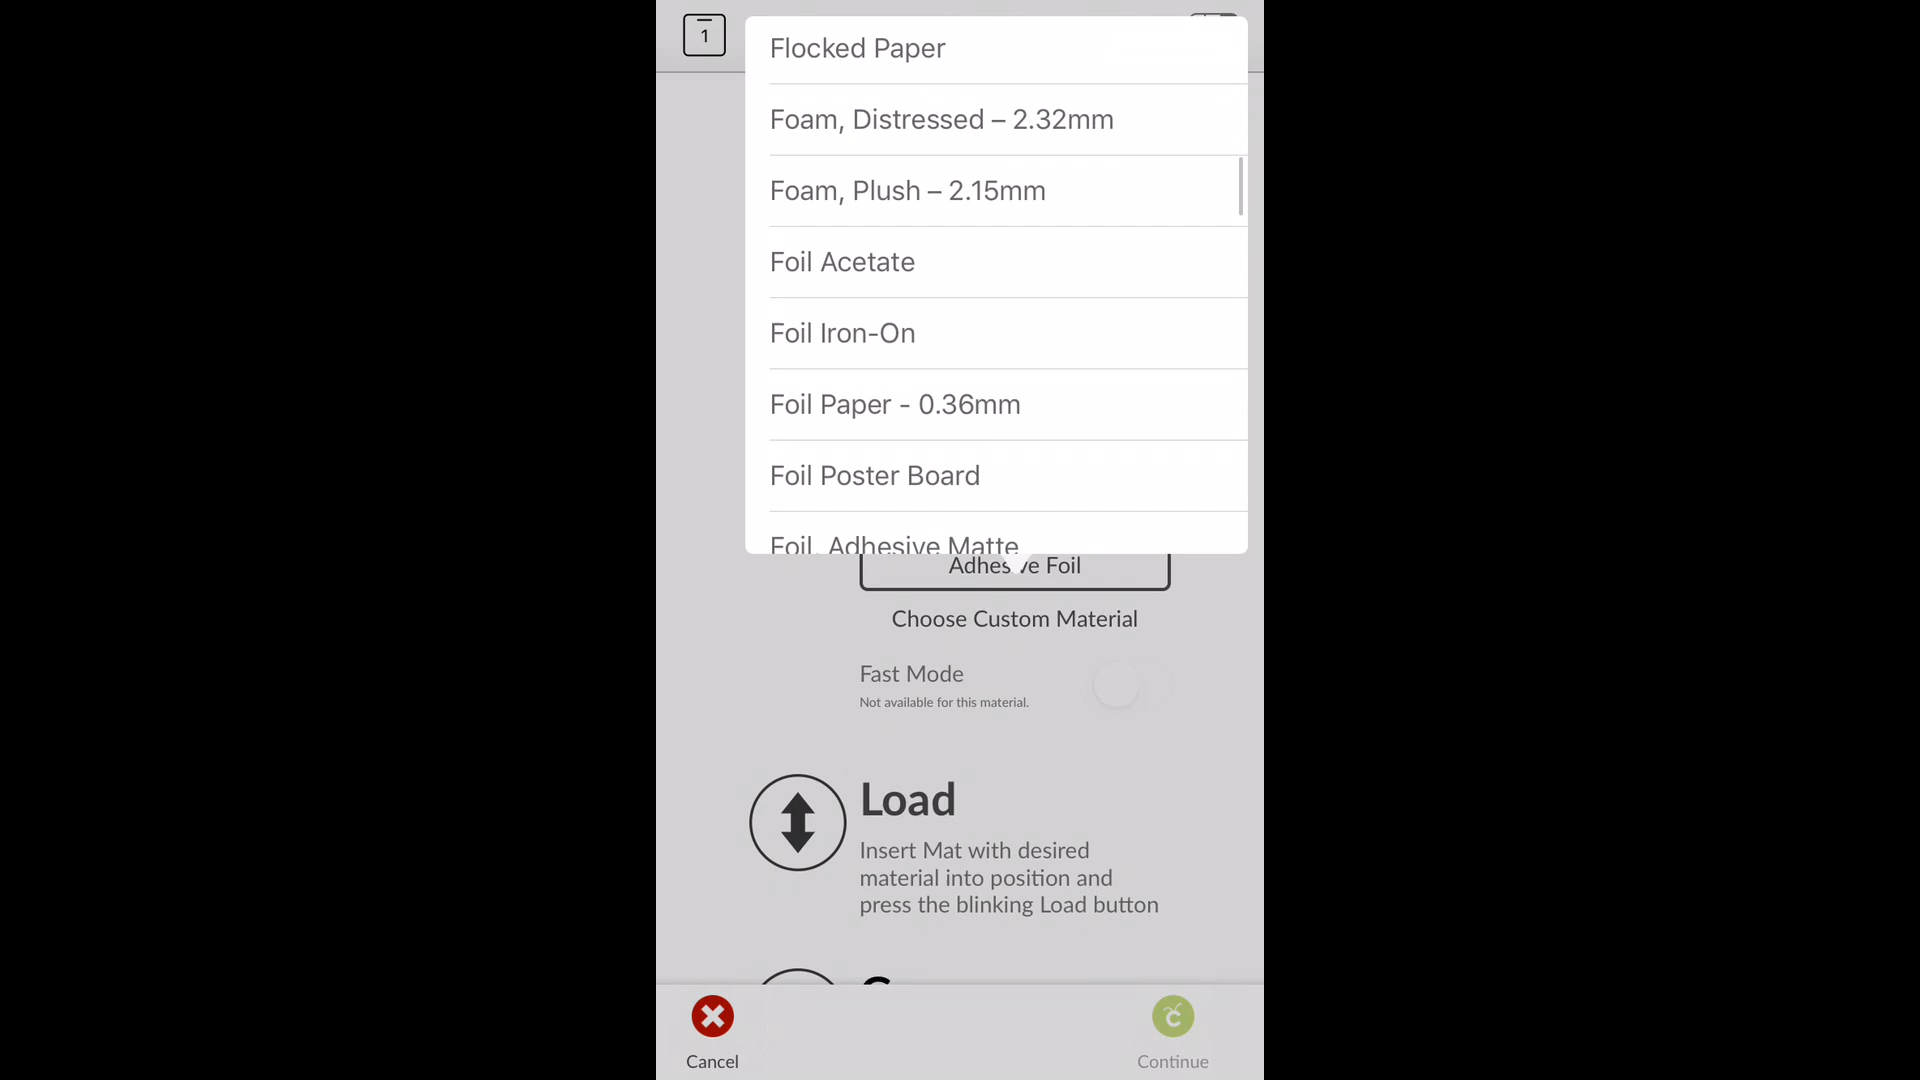 1
Flocked Paper
Foam, Distressed – 2.32mm
Foam, Plush – 2.15mm
Foil Acetate
Foil Iron-On
Foil Paper - 0.36mm
Foil Poster Board
Foil, Adhesive Matte
Adhesive Foil
Choose Custom Material
Fast Mode
Not available for this material.
Load
Insert Mat with desired
material into position and
press the blinking Load button
Cancel
Continue